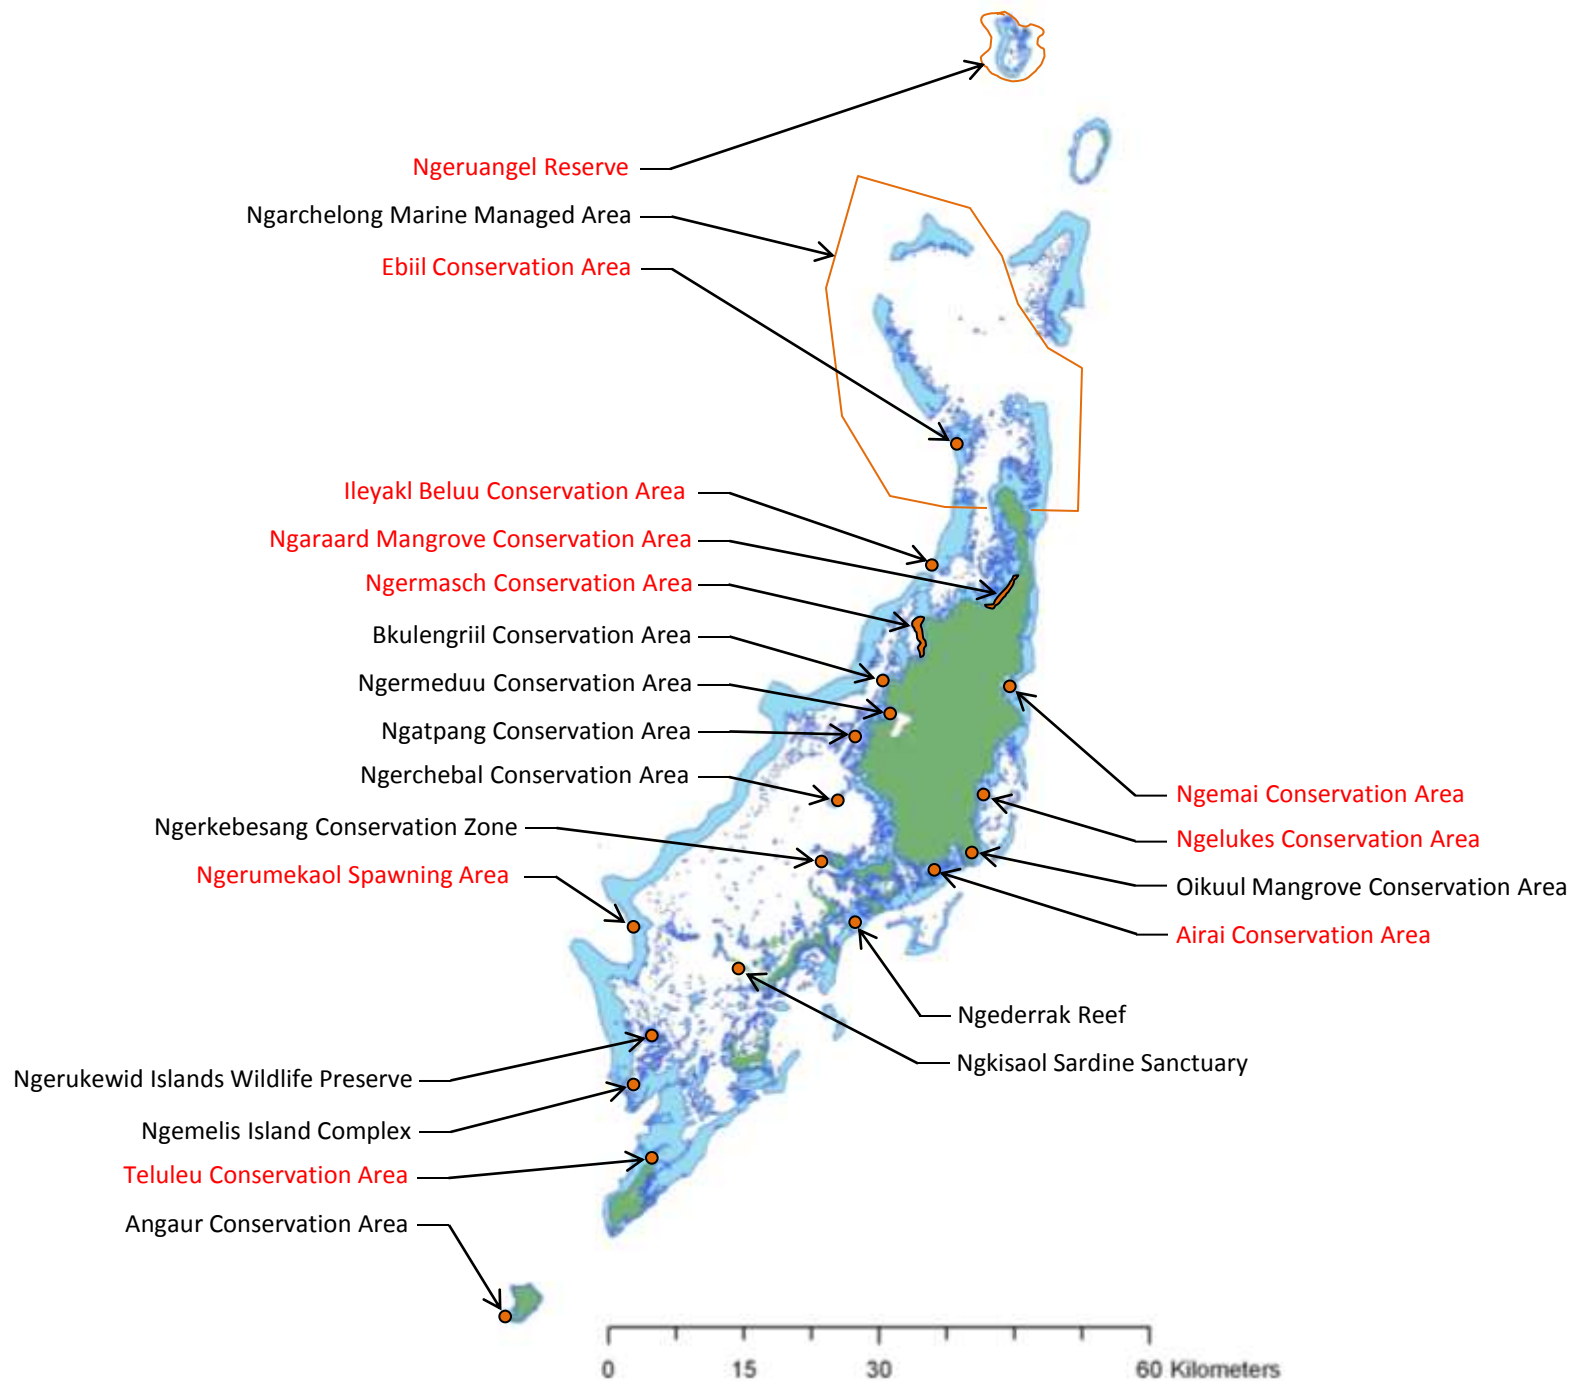 Ngeruangel Reserve
Ngarchelong Marine Managed Area
Ebiil Conservation Area
Ileyakl Beluu Conservation Area
Ngaraard Mangrove Conservation Area
Ngermasch Conservation Area
Bkulengriil Conservation Area
Ngermeduu Conservation Area
Ngatpang Conservation Area
Ngerchebal Conservation Area
Ngerkebesang Conservation Zone
Ngerumekaol Spawning Area
Ngerukewid Islands Wildlife Preserve
Ngemelis Island Complex
Teluleu Conservation Area
Angaur Conservation Area
Ngemai Conservation Area
Ngelukes Conservation Area
Oikuul Mangrove Conservation Area
Airai Conservation Area
Ngederrak Reef
Ngkisaol Sardine Sanctuary
0 15 30 60 Kilometers